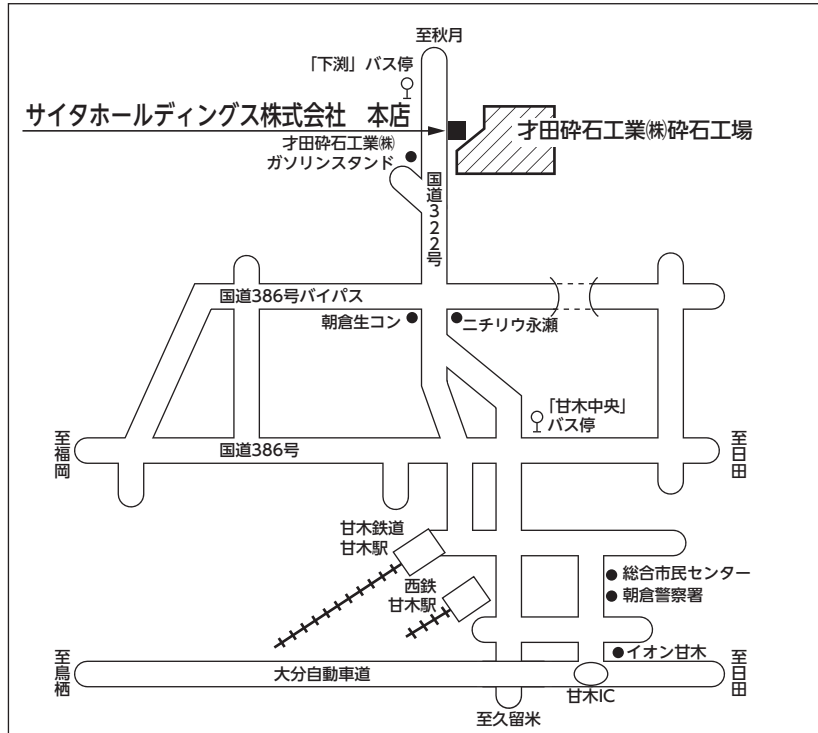 至秋月
「下渕」バス停
サイタホールディングス株式会社　本店
才田砕石工業㈱砕石工場
才田砕石工業㈱
ガソリンスタンド
国道322号
国道386号バイパス
朝倉生コン
ニチリウ永瀬
「甘木中央」
バス停
至福岡
国道386号
至日田
甘木鉄道
甘木駅
西鉄
甘木駅
総合市民センター
朝倉警察署
イオン甘木
至鳥栖
大分自動車道
至日田
甘木IC
至久留米